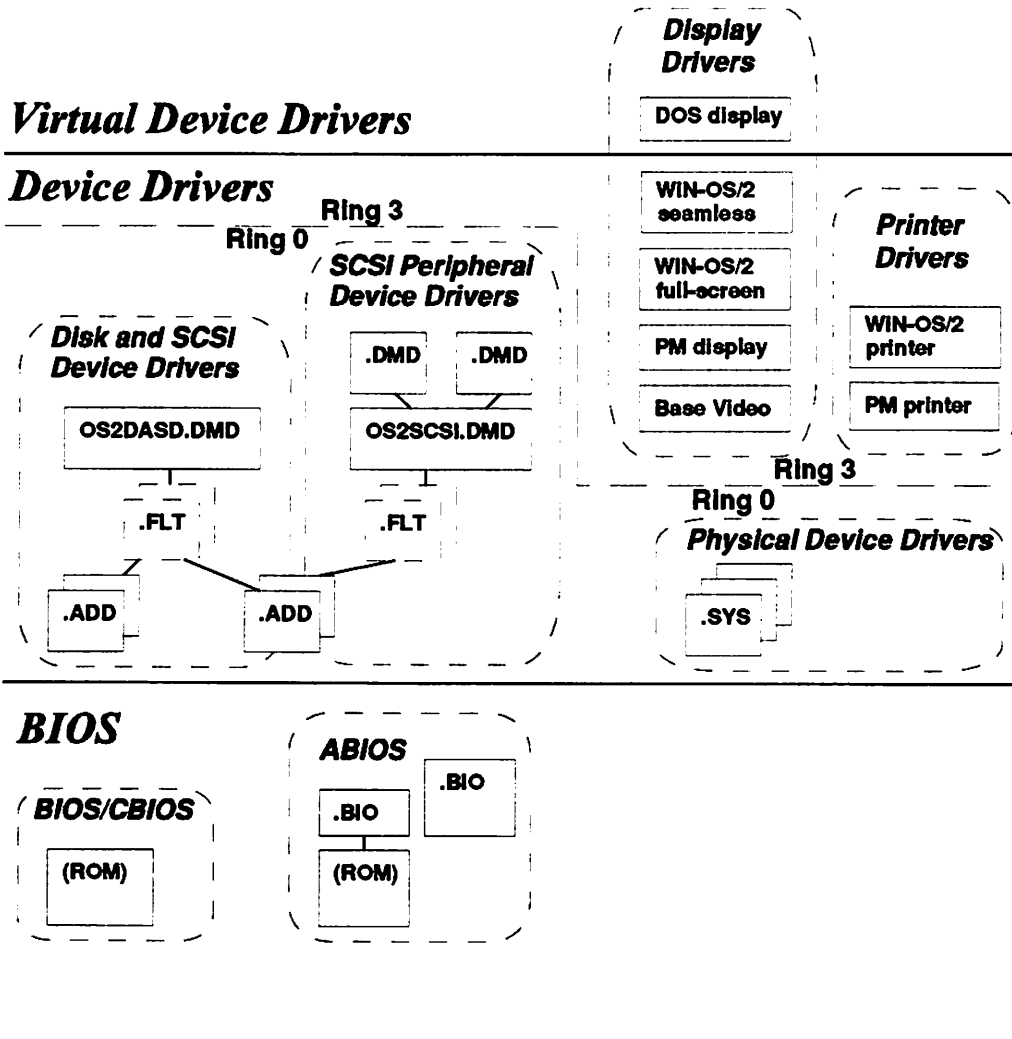 Display
Drivers
DOS display
Virtual Device Drivers
Device Drivers
Ring 3
Ring 0
SCSI Peripheral
Device Drivers
.DMD
.DMD
OS2SCSI.DMD
.FLT
Disk and SCSI
Device Drivers
OS2DASD.DMD
.FLT
.ADD
.ADD
WIN-OS/2
seamless
WIN-OS/2
full-screen
PM display
Base Video
Printer
Drivers
WIN-OS/2
printer
PM printer
Ring 3
Ring 0
Physical Device Drivers
.SYS
BIOS
BIOS/CBIOS
(ROM)
ABIOS
.BIO
.BIO
(ROM)